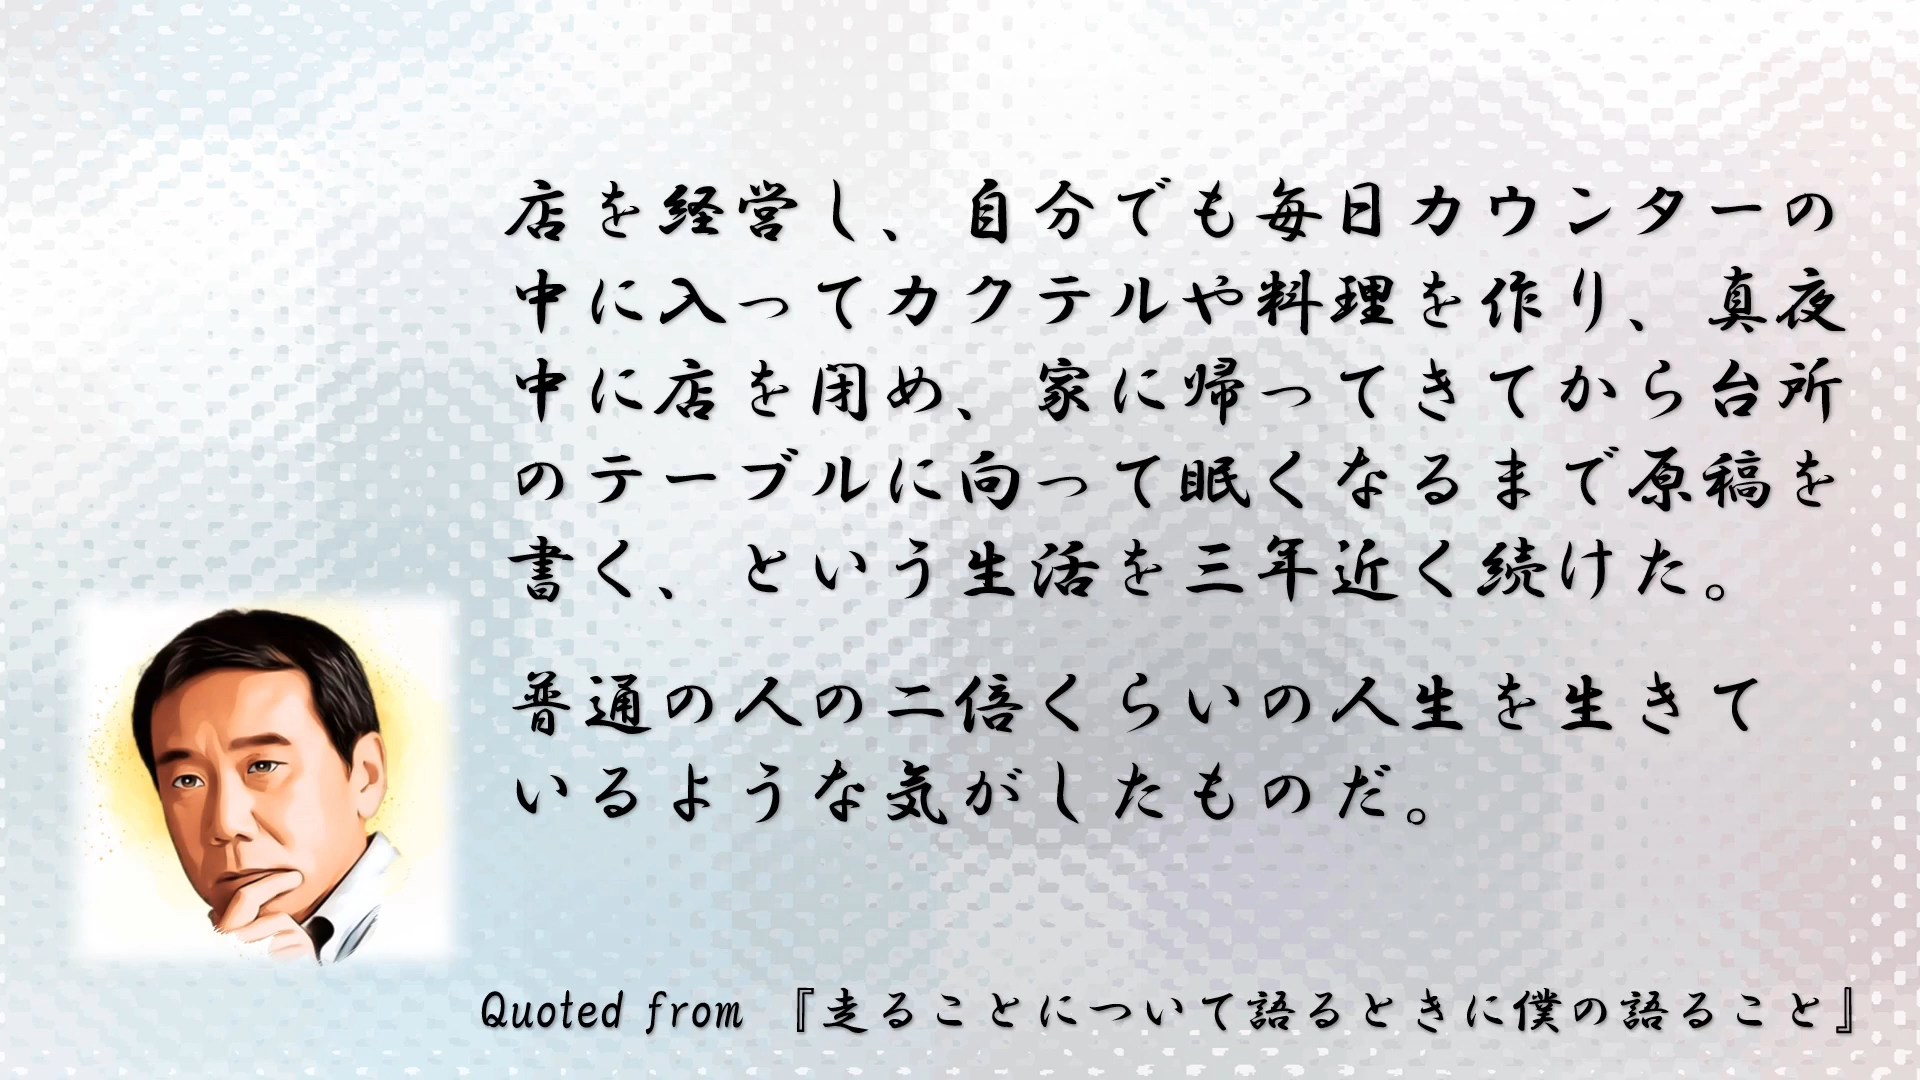 店を経営し、自分でも毎日カウンターの
中に入ってカクテルや料理を作り、真夜
中に店を閉め、家に帰ってきてから台所
のテーブルに向って眠くなるまで原稿を
書く、という生活を三年近く続けた。
普通の人の二倍くらいの人生を生きて
いるような気がしたものだ。
Quoted from 『走ることについて語るときに僕の語ること』